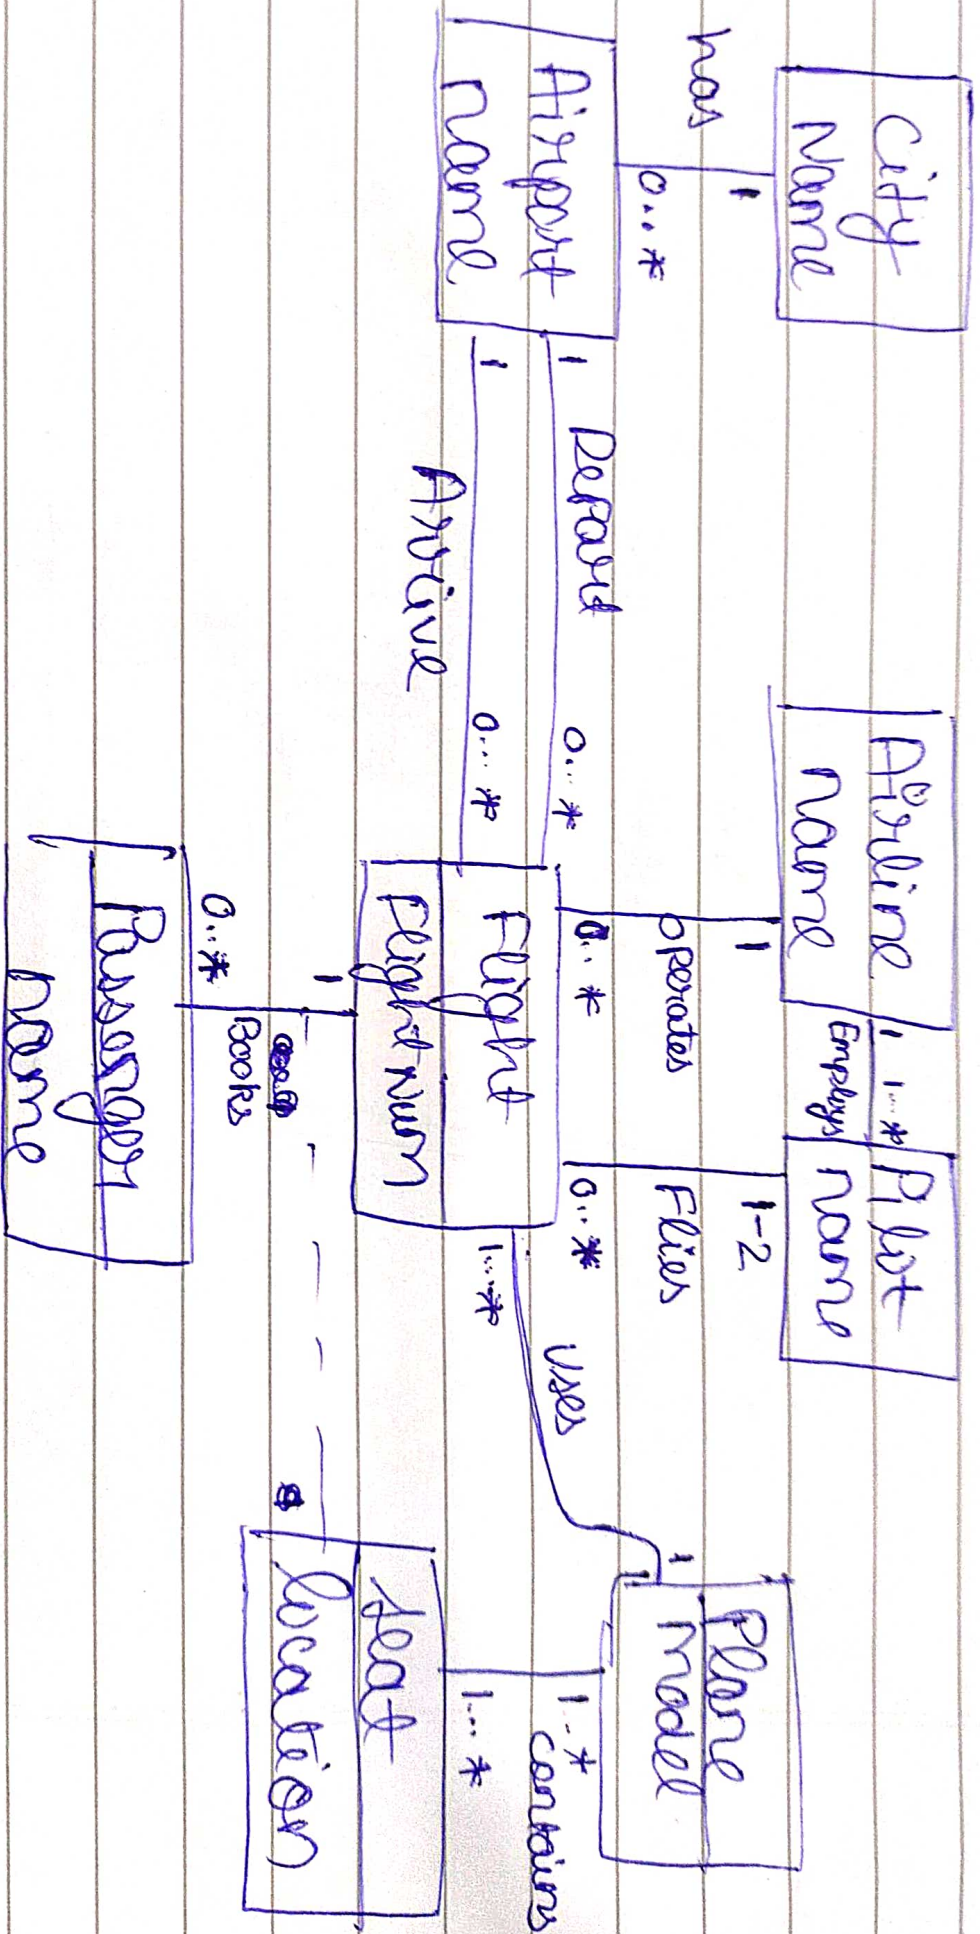 City
Name
1
has
0...*
Airport
name
1 Depart 0...*
1 Arrive 0...*
Airline
name
1 1...*
Employs
Pilot
name
1
operates
0..*
1-2
Flies
0..*
Flight
Flight Num
1...*
uses
1
Plane
Model
1..*
contains
1...*
Seat
location
1
Books
0..*
Passenger
name